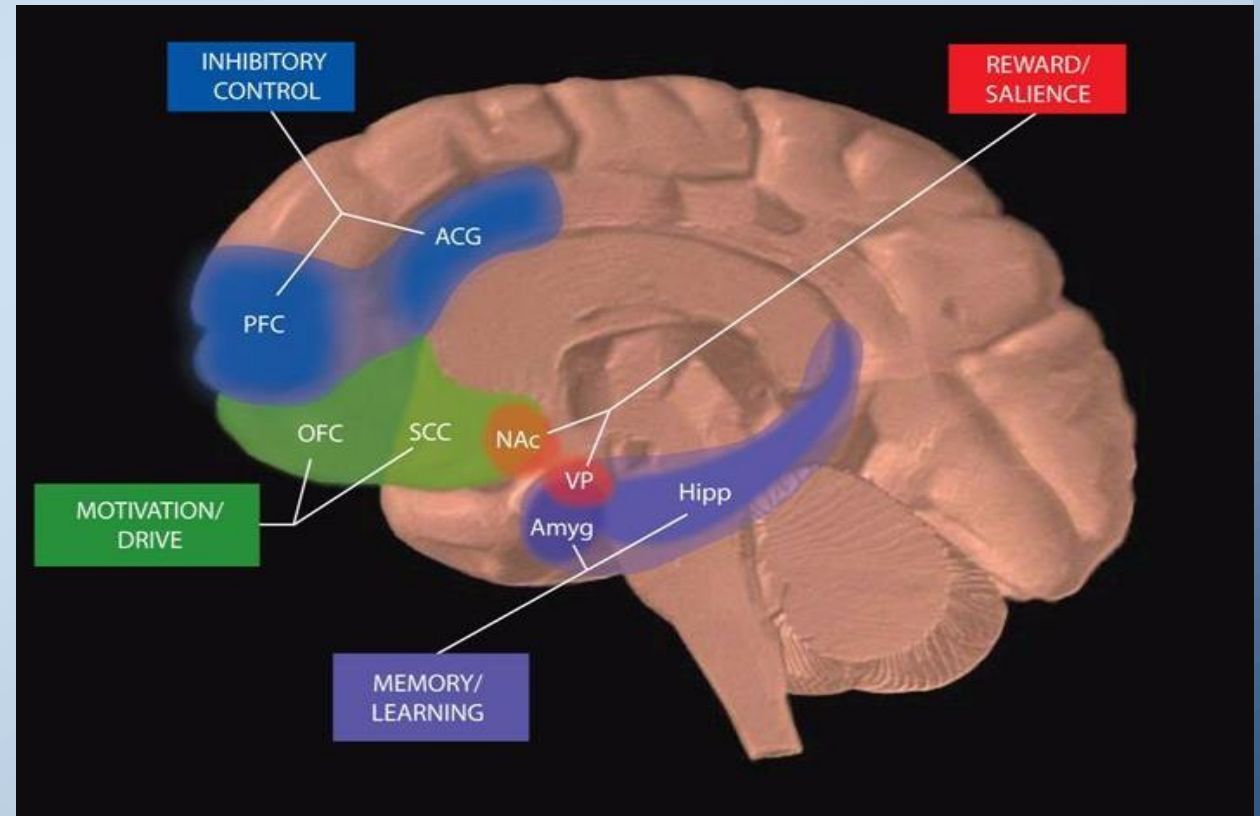 INHIBITORY
CONTROL
REWARD/
SALIENCE
ACG
PFC
OFC
SCC
NAc
VP
Hipp
Amyg
MOTIVATION/
DRIVE
MEMORY/
LEARNING